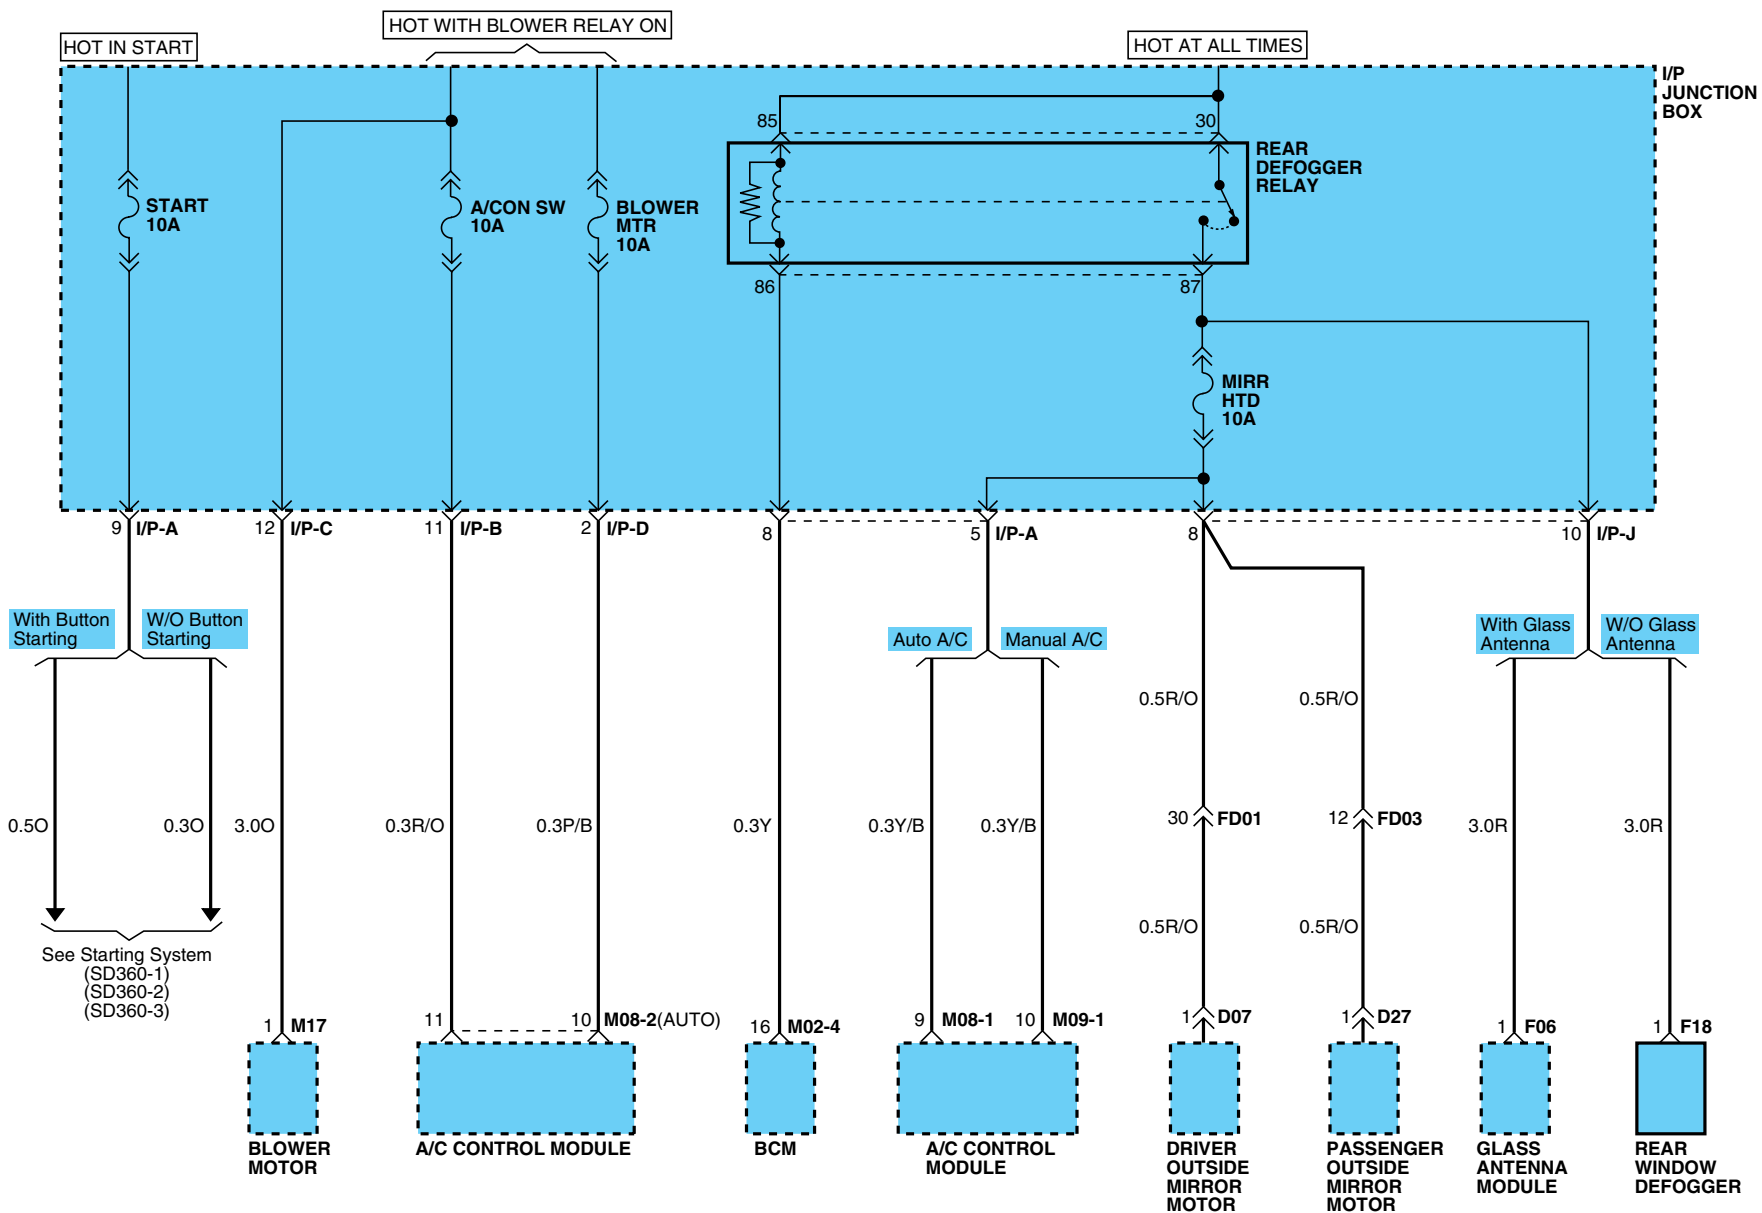 HOT IN START
HOT WITH BLOWER RELAY ON
HOT AT ALL TIMES
I/P
JUNCTION
BOX
85
30
REAR
DEFOGGER
RELAY
START
10A
A/CON SW
10A
BLOWER
MTR
10A
86
87
MIRR
HTD
10A
9 I/P-A
12 I/P-C
11 I/P-B
2 I/P-D
8
5 I/P-A
8
10 I/P-J
With Button
Starting
W/O Button
Starting
Auto A/C
Manual A/C
With Glass
Antenna
W/O Glass
Antenna
0.5R/O
0.5R/O
0.5O
0.3O
3.0O
0.3R/O
0.3P/B
0.3Y
0.3Y/B
0.3Y/B
30 FD01
12 FD03
3.0R
3.0R
0.5R/O
0.5R/O
See Starting System
(SD360-1)
(SD360-2)
(SD360-3)
1 M17
11
10 M08-2(AUTO)
16 M02-4
9 M08-1
10 M09-1
1 D07
1 D27
1 F06
1 F18
BLOWER
MOTOR
A/C CONTROL MODULE
BCM
A/C CONTROL
MODULE
DRIVER
OUTSIDE
MIRROR
MOTOR
PASSENGER
OUTSIDE
MIRROR
MOTOR
GLASS
ANTENNA
MODULE
REAR
WINDOW
DEFOGGER